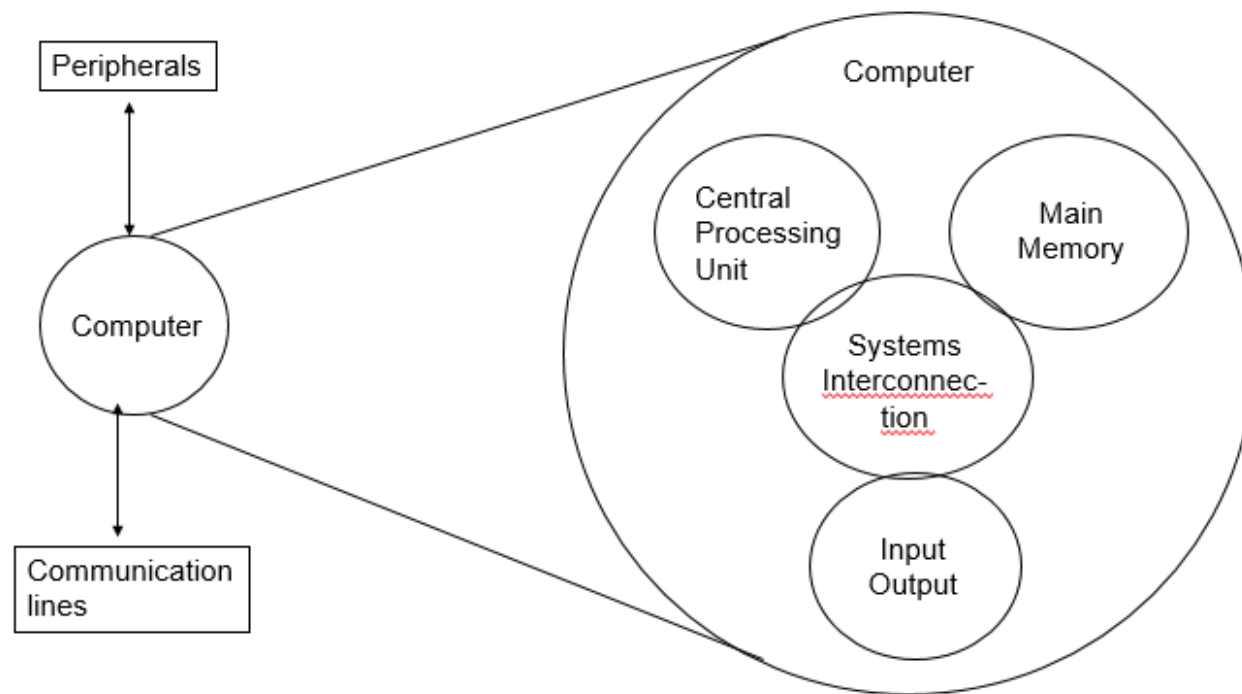 Peripherals
Computer
Communication
lines
Computer
Central
Processing
Unit
Main
Memory
Systems
Interconnec-
tion
Input
Output